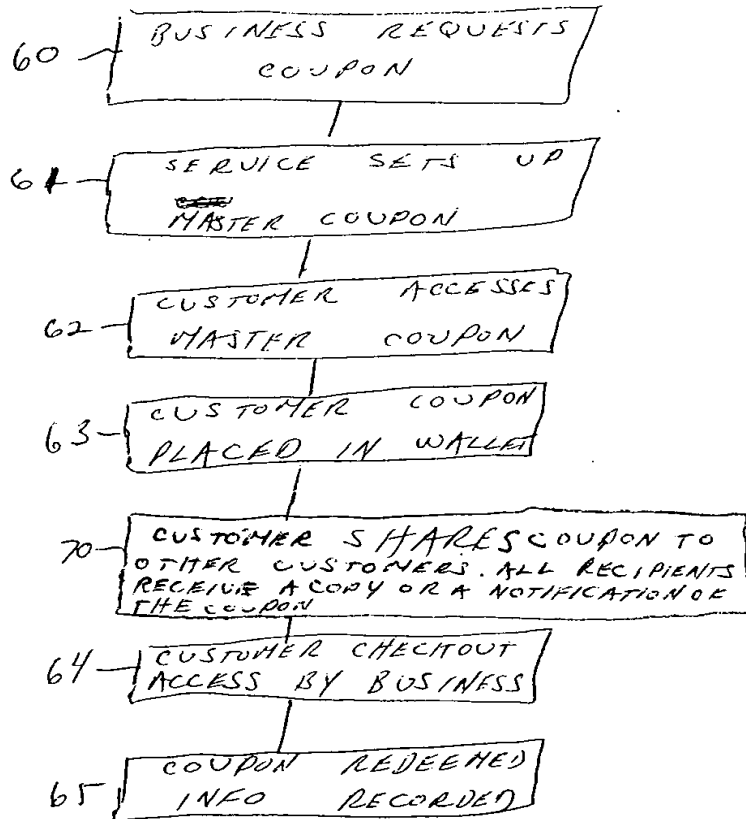 60
BUSINESS REQUESTS
COUPON
61
SERVICE SETS UP
MASTER COUPON
62
CUSTOMER ACCESSES
MASTER COUPON
63
CUSTOMER COUPON
PLACED IN WALLET
70
CUSTOMER SHARES COUPON TO
OTHER CUSTOMERS. ALL RECIPIENTS
RECEIVE A COPY OR A NOTIFICATION OF
THE COUPON
64
CUSTOMER CHECKOUT
ACCESS BY BUSINESS
65
COUPON REDEEMED
INFO RECORDED